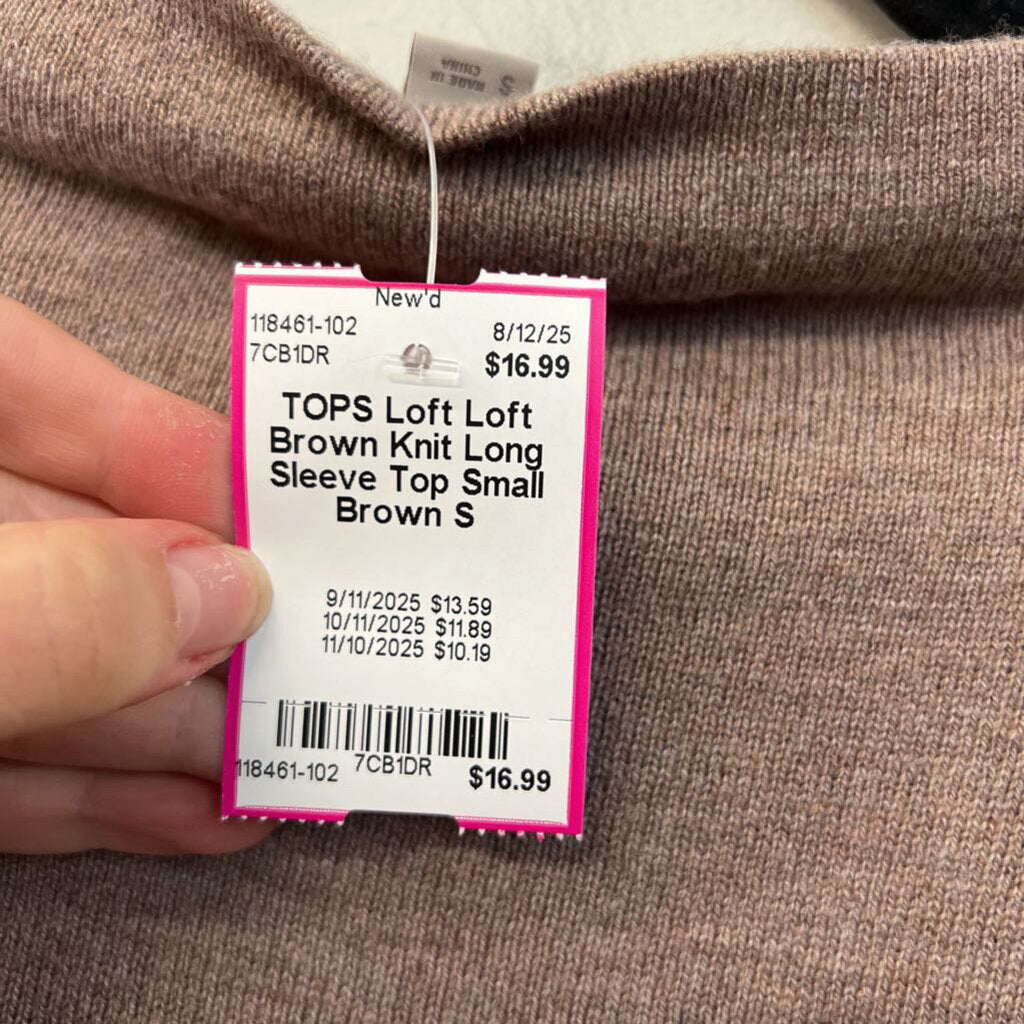 MADE IN
CHINA
S
New'd
118461-102
8/12/25
7CB1DR
$16.99
TOPS Loft Loft
Brown Knit Long
Sleeve Top Small
Brown S
9/11/2025 $13.59
10/11/2025 $11.89
11/10/2025 $10.19
118461-102 7CB1DR $16.99